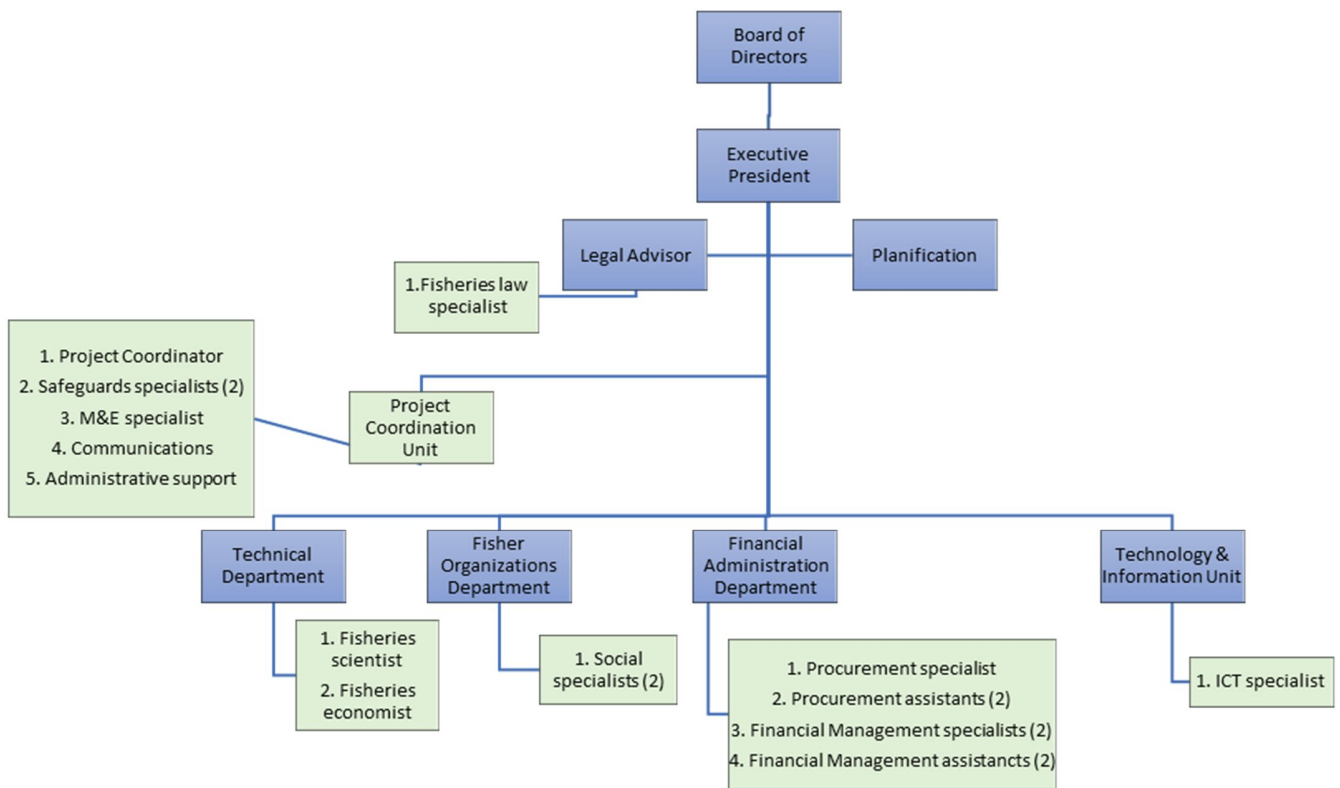 Board of
Directors
Executive
President
Legal Advisor
Planification
1.Fisheries law
specialist
1. Project Coordinator
2. Safeguards specialists (2)
3. M&E specialist
4. Communications
5. Administrative support
Project
Coordination
Unit
Technical
Department
Fisher
Organizations
Department
Financial
Administration
Department
Technology &
Information Unit
1. Fisheries
scientist
2. Fisheries
economist
1. Social
specialists (2)
1. Procurement specialist
2. Procurement assistants (2)
3. Financial Management specialists (2)
4. Financial Management assistancts (2)
1. ICT specialist